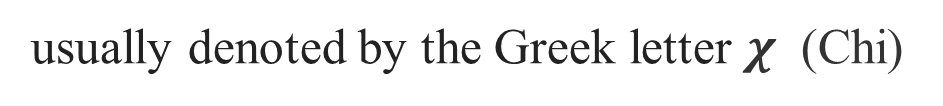 usually denoted by the Greek letter χ (Chi)